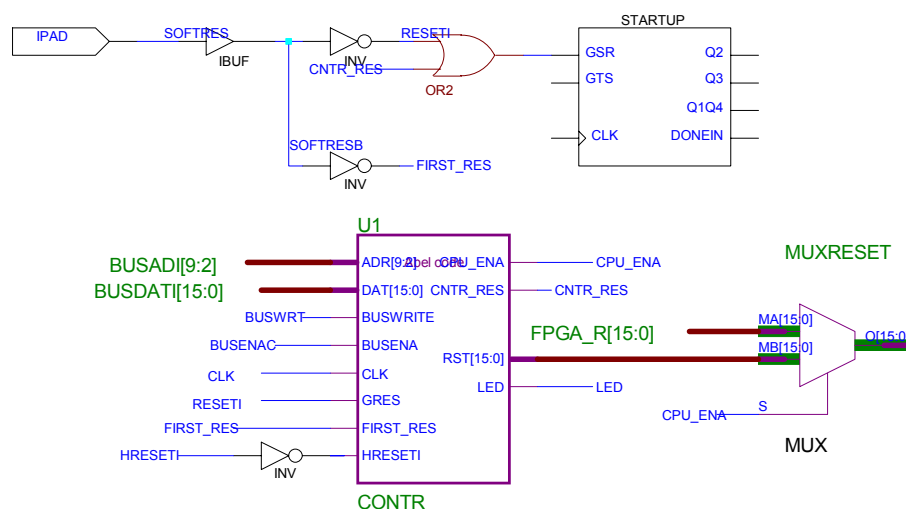 STARTUP
IPAD
SOFTRES
IBUF
INV
RESETI
CNTR_RES
OR2
GSR
GTS
CLK
Q2
Q3
Q1Q4
DONEIN
SOFTRESB
INV
FIRST_RES
U1
BUSADI[9:2]
BUSDATI[15:0]
BUSWRT
BUSENAC
CLK
RESETI
FIRST_RES
HRESETI
INV
ADR[9:2]
DAT[15:0]
BUSWRITE
BUSENA
CLK
GRES
FIRST_RES
HRESETI
CPU_ENA
CNTR_RES
RST[15:0]
LED
CPU_ENA
CNTR_RES
LED
CONTR
FPGA_R[15:0]
MUXRESET
MA[15:0]
MB[15:0]
O[15:0
CPU_ENA
S
MUX